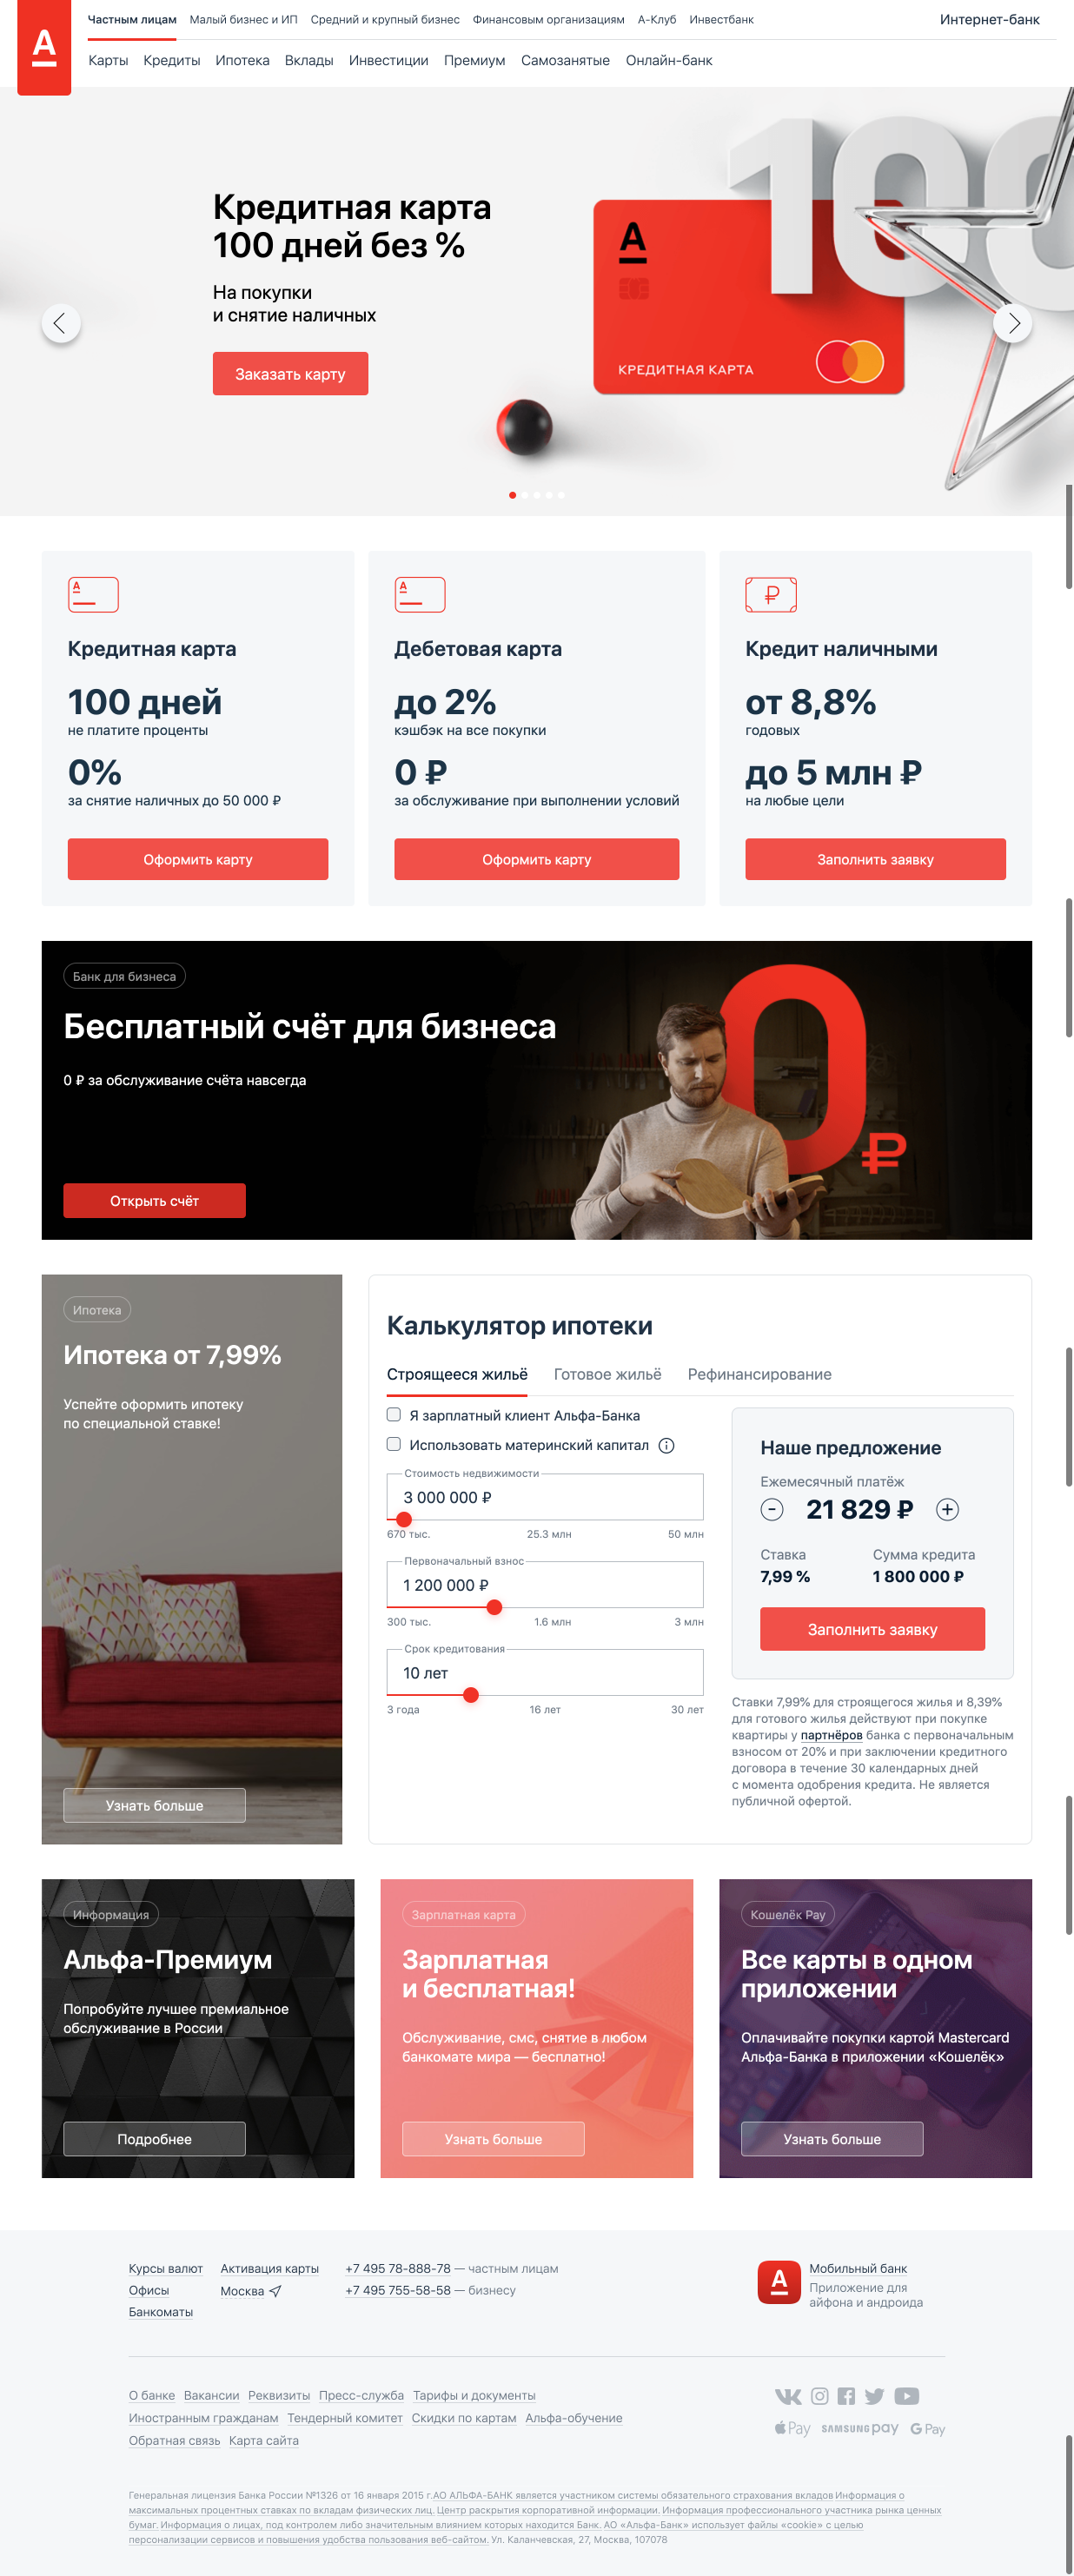 Частным лицам Малый бизнес и ИП Средний и крупный бизнес Финансовым организациям А-Клуб Инвестбанк Интернет-банк
А
Карты Кредиты Ипотека Вклады Инвестиции Премиум Самозанятые Онлайн-банк
100
Кредитная карта
100 дней без %
На покупки
и снятие наличных
Заказать карту
А
КРЕДИТНАЯ КАРТА
А
Кредитная карта
100 дней
не платите проценты
0%
за снятие наличных до 50 000 ₽
Оформить карту
А
Дебетовая карта
до 2%
кэшбэк на все покупки
0 ₽
за обслуживание при выполнении условий
Оформить карту
₽
Кредит наличными
от 8,8%
годовых
до 5 млн ₽
на любые цели
Заполнить заявку
Банк для бизнеса
Бесплатный счёт для бизнеса
0 ₽ за обслуживание счёта навсегда
Открыть счёт
0 ₽
Ипотека
Ипотека от 7,99%
Успейте оформить ипотеку
по специальной ставке!
Узнать больше
Калькулятор ипотеки
Строящееся жильё Готовое жильё Рефинансирование
Я зарплатный клиент Альфа-Банка
Использовать материнский капитал
Стоимость недвижимости
3 000 000 ₽
670 тыс. 25.3 млн 50 млн
Первоначальный взнос
1 200 000 ₽
300 тыс. 1.6 млн 3 млн
Срок кредитования
10 лет
3 года 16 лет 30 лет
Наше предложение
Ежемесячный платёж
- 21 829 ₽ +
Ставка Сумма кредита
7,99 % 1 800 000 ₽
Заполнить заявку
Ставки 7,99% для строящегося жилья и 8,39%
для готового жилья действуют при покупке
квартиры у партнёров банка с первоначальным
взносом от 20% и при заключении кредитного
договора в течение 30 календарных дней
с момента одобрения кредита. Не является
публичной офертой.
Информация
Альфа-Премиум
Попробуйте лучшее премиальное
обслуживание в России
Подробнее
Зарплатная карта
Зарплатная
и бесплатная!
Обслуживание, смс, снятие в любом
банкомате мира — бесплатно!
Узнать больше
Кошелёк Pay
Все карты в одном
приложении
Оплачивайте покупки картой Mastercard
Альфа-Банка в приложении «Кошелёк»
Узнать больше
Курсы валют Активация карты +7 495 78-888-78 — частным лицам
Офисы Москва +7 495 755-58-58 — бизнесу
Банкоматы
А
Мобильный банк
Приложение для
айфона и андроида
О банке Вакансии Реквизиты Пресс-служба Тарифы и документы
Иностранным гражданам Тендерный комитет Скидки по картам Альфа-обучение
Обратная связь Карта сайта
Pay SAMSUNG pay G Pay
Генеральная лицензия Банка России №1326 от 16 января 2015 г.АО АЛЬФА-БАНК является участником системы обязательного страхования вкладов Информация о
максимальных процентных ставках по вкладам физических лиц. Центр раскрытия корпоративной информации. Информация профессионального участника рынка ценных
бумаг. Информация о лицах, под контролем либо значительным влиянием которых находится Банк. АО «Альфа-Банк» использует файлы «cookie» с целью
персонализации сервисов и повышения удобства пользования веб-сайтом. Ул. Каланчевская, 27, Москва, 107078